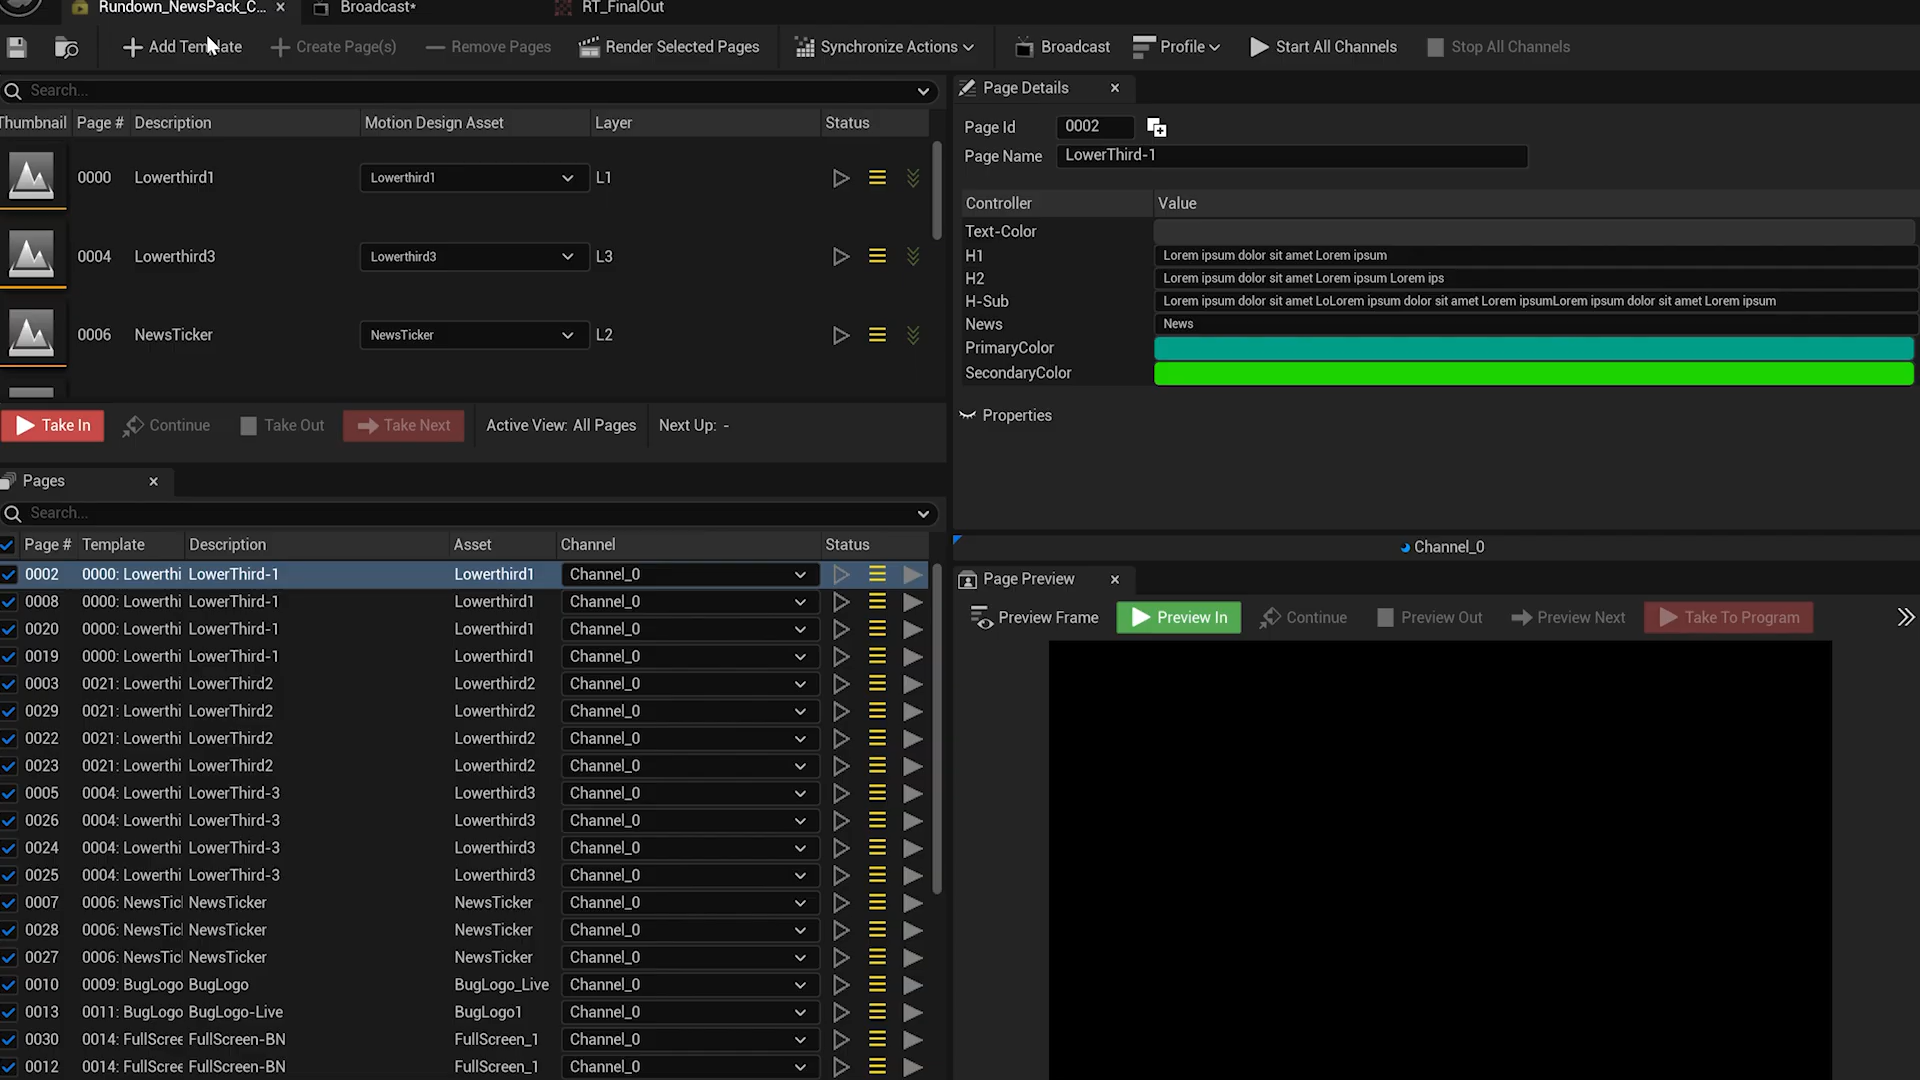 Rundown_NewsPack_C...
Broadcast*
RT_FinalOut
Add Template
Create Page(s)
Remove Pages
Render Selected Pages
Synchronize Actions
Broadcast
Profile
Start All Channels
Stop All Channels
Search...
Thumbnail Page # Description Motion Design Asset Layer Status
0000 Lowerthird1 Lowerthird1 L1
0004 Lowerthird3 Lowerthird3 L3
0006 NewsTicker NewsTicker L2
Take In Continue Take Out Take Next Active View: All Pages Next Up: -
Pages
Search...
Page # Template Description Asset Channel Status
0002 0000: Lowerthi LowerThird-1 Lowerthird1 Channel_0
0008 0000: Lowerthi LowerThird-1 Lowerthird1 Channel_0
0020 0000: Lowerthi LowerThird-1 Lowerthird1 Channel_0
0019 0000: Lowerthi LowerThird-1 Lowerthird1 Channel_0
0003 0021: Lowerthi LowerThird2 Lowerthird2 Channel_0
0029 0021: Lowerthi LowerThird2 Lowerthird2 Channel_0
0022 0021: Lowerthi LowerThird2 Lowerthird2 Channel_0
0023 0021: Lowerthi LowerThird2 Lowerthird2 Channel_0
0005 0004: Lowerthi LowerThird-3 Lowerthird3 Channel_0
0026 0004: Lowerthi LowerThird-3 Lowerthird3 Channel_0
0024 0004: Lowerthi LowerThird-3 Lowerthird3 Channel_0
0025 0004: Lowerthi LowerThird-3 Lowerthird3 Channel_0
0007 0006: NewsTic NewsTicker NewsTicker Channel_0
0028 0006: NewsTic NewsTicker NewsTicker Channel_0
0027 0006: NewsTic NewsTicker NewsTicker Channel_0
0010 0009: BugLogo BugLogo BugLogo_Live Channel_0
0013 0011: BugLogo BugLogo-Live BugLogo1 Channel_0
0030 0014: FullScree FullScreen-BN FullScreen_1 Channel_0
0012 0014: FullScree FullScreen-BN FullScreen_1 Channel_0
Page Details
Page Id 0002
Page Name LowerThird-1
Controller Value
Text-Color
H1 Lorem ipsum dolor sit amet Lorem ipsum
H2 Lorem ipsum dolor sit amet Lorem ipsum Lorem ips
H-Sub Lorem ipsum dolor sit amet LoLorem ipsum dolor sit amet Lorem ipsumLorem ipsum dolor sit amet Lorem ipsum
News News
PrimaryColor
SecondaryColor
Properties
Channel_0
Page Preview
Preview Frame Preview In Continue Preview Out Preview Next Take To Program